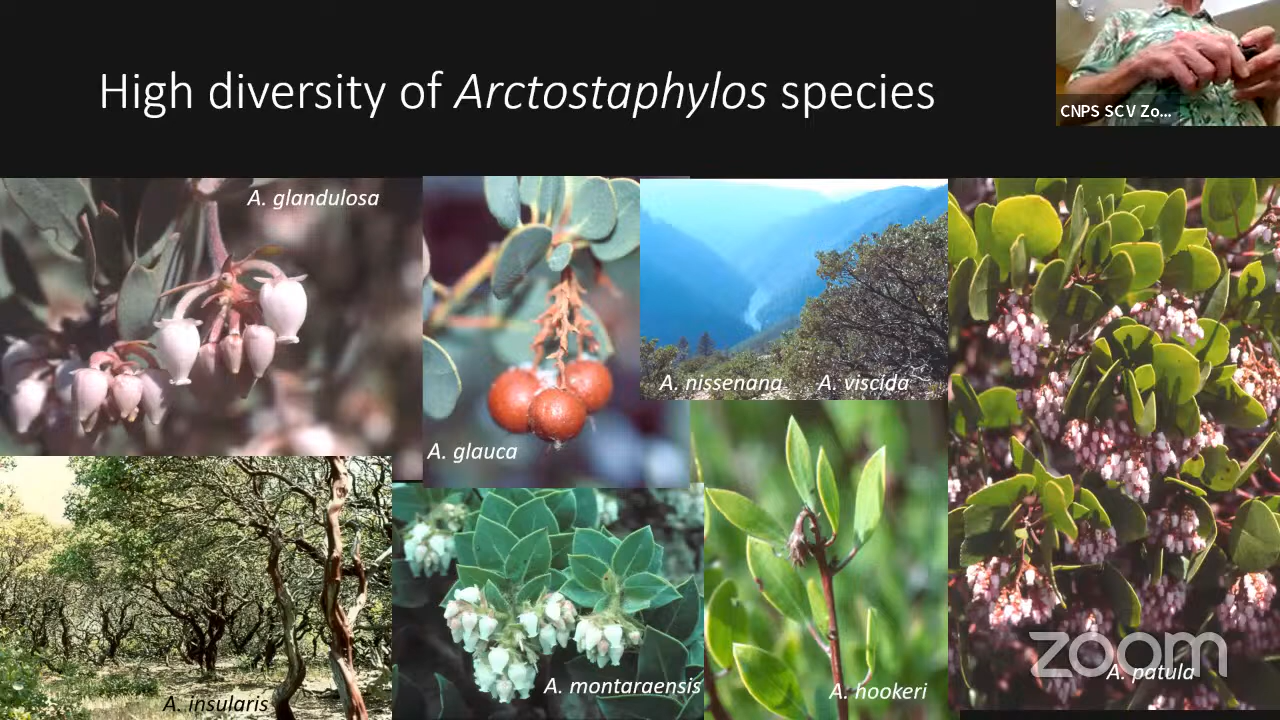 High diversity of Arctostaphylos species
CNPS SCV Zo...
A. glandulosa
A. glauca
A. nissenana
A. viscida
A. insularis
A. montaraensis
A. hookeri
A. patula
zoom